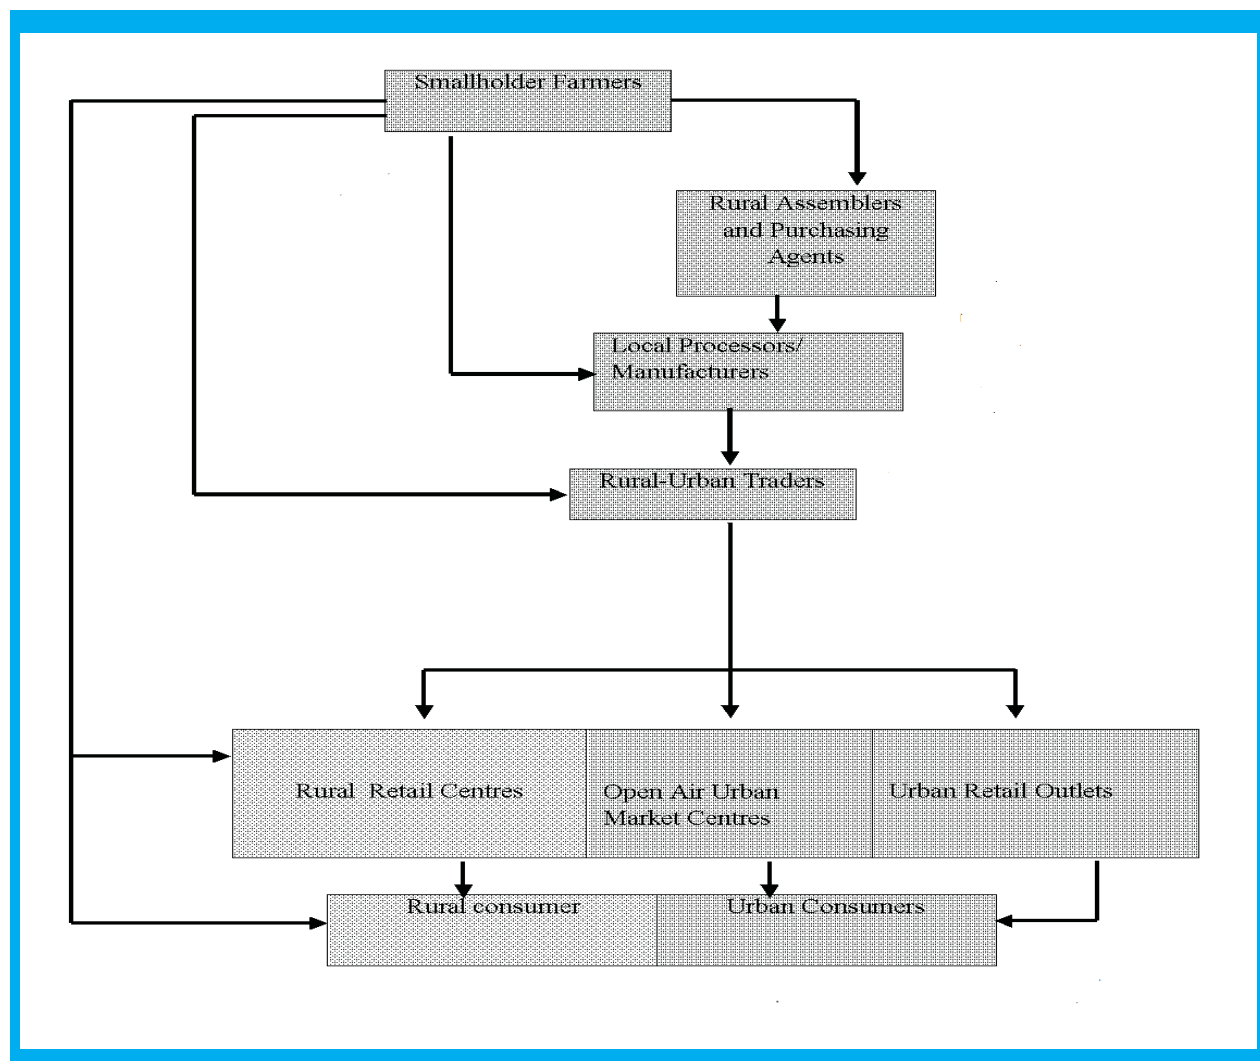 Smallholder Farmers
Rural Assemblers
and Purchasing
Agents
Local Processors/
Manufacturers
Rural-Urban Traders
Rural Retail Centres
Open Air Urban
Market Centres
Urban Retail Outlets
Rural consumer
Urban Consumers